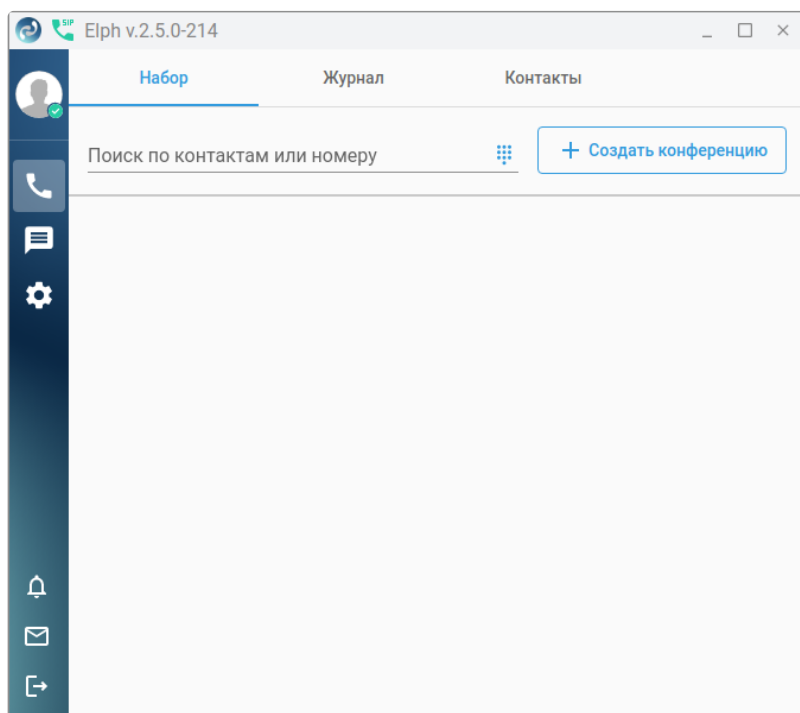 SIP
Elph v.2.5.0-214
Набор
Журнал
Контакты
Поиск по контактам или номеру
Создать конференцию